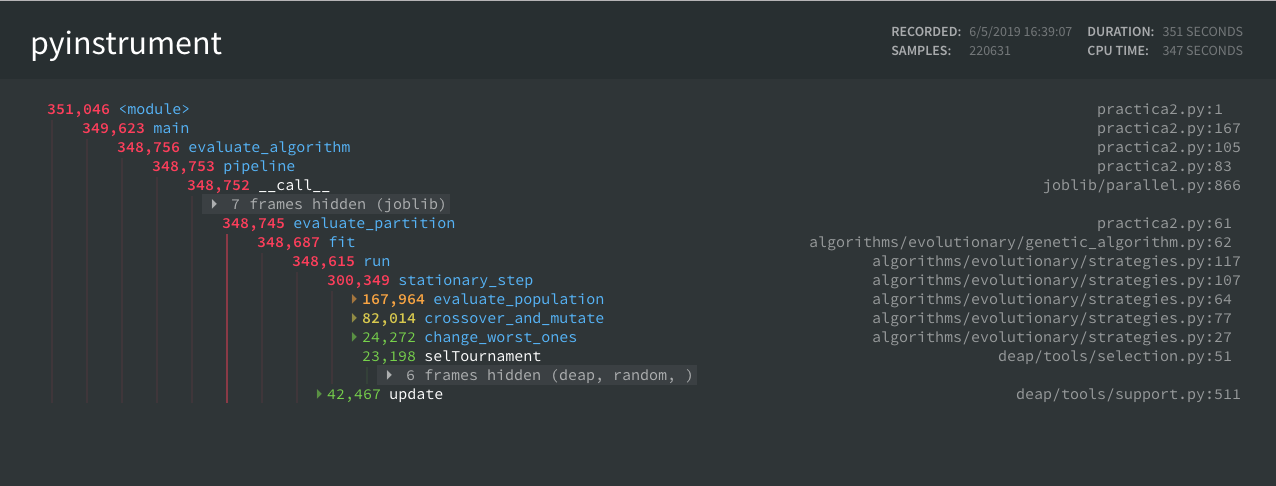 pyinstrument
RECORDED: 6/5/2019 16:39:07 DURATION: 351 SECONDS
SAMPLES: 220631 CPU TIME: 347 SECONDS
351,046 <module> practica2.py:1
349,623 main practica2.py:167
348,756 evaluate_algorithm practica2.py:105
348,753 pipeline practica2.py:83
348,752 __call__ joblib/parallel.py:866
7 frames hidden (joblib)
348,745 evaluate_partition practica2.py:61
348,687 fit algorithms/evolutionary/genetic_algorithm.py:62
348,615 run algorithms/evolutionary/strategies.py:117
300,349 stationary_step algorithms/evolutionary/strategies.py:107
167,964 evaluate_population algorithms/evolutionary/strategies.py:64
82,014 crossover_and_mutate algorithms/evolutionary/strategies.py:77
24,272 change_worst_ones algorithms/evolutionary/strategies.py:27
23,198 selTournament deap/tools/selection.py:51
6 frames hidden (deap, random, )
42,467 update deap/tools/support.py:511